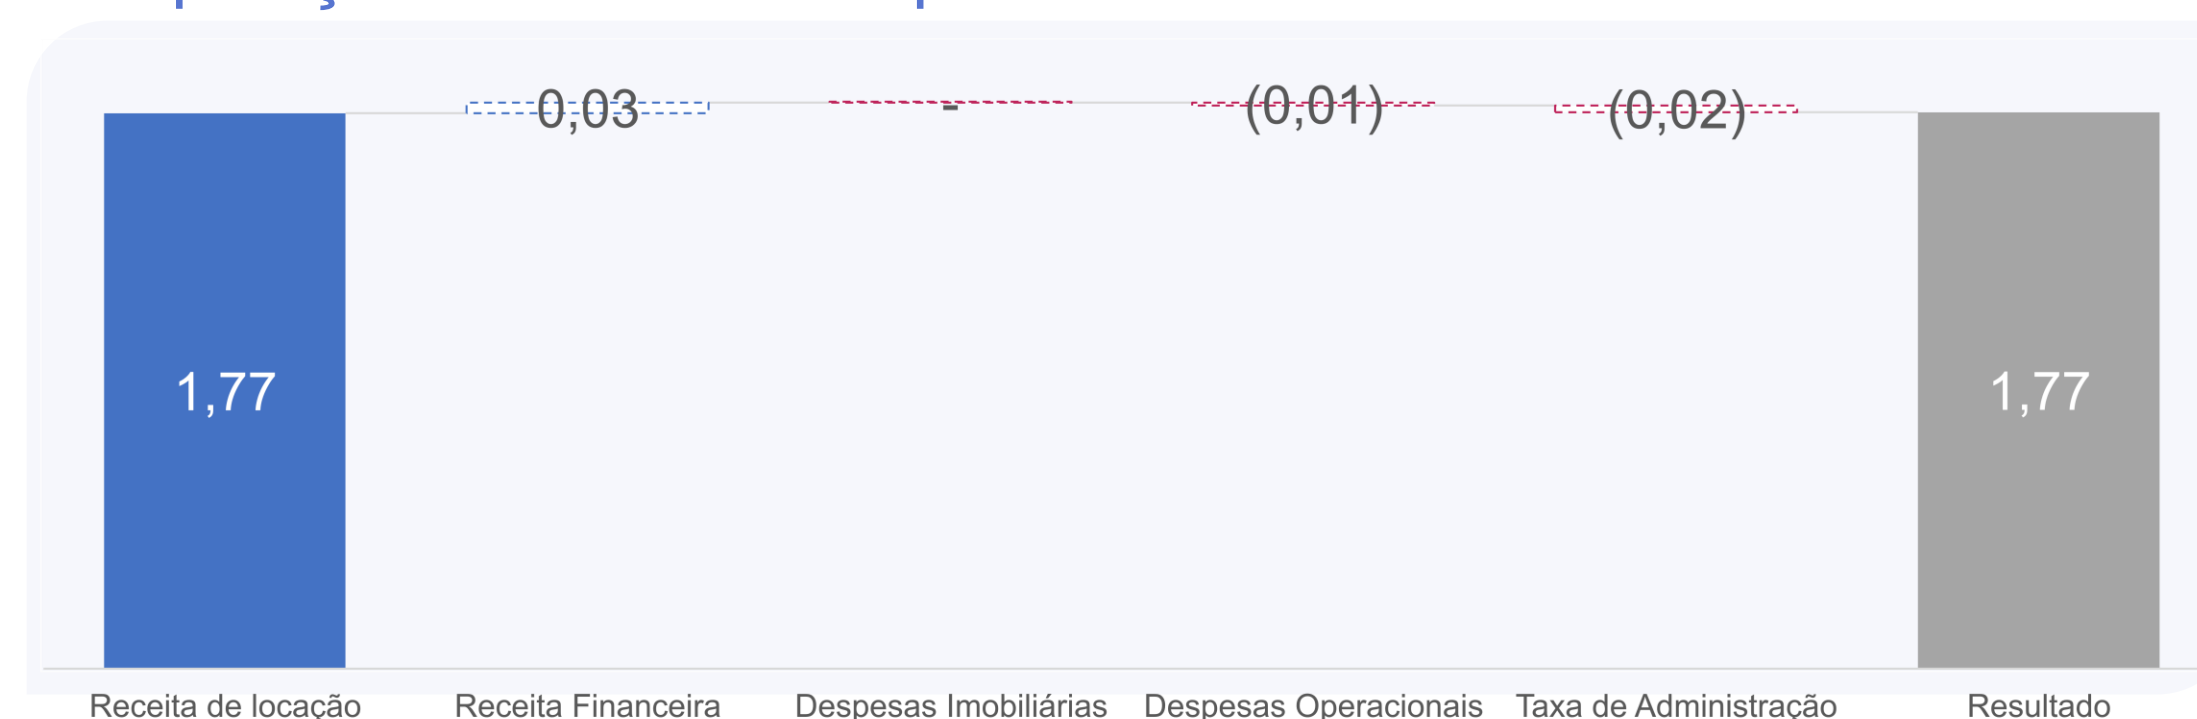 0,03
-
(0,01)
(0,02)
1,77
1,77
Receita de locação
Receita Financeira
Despesas Imobiliárias
Despesas Operacionais
Taxa de Administração
Resultado